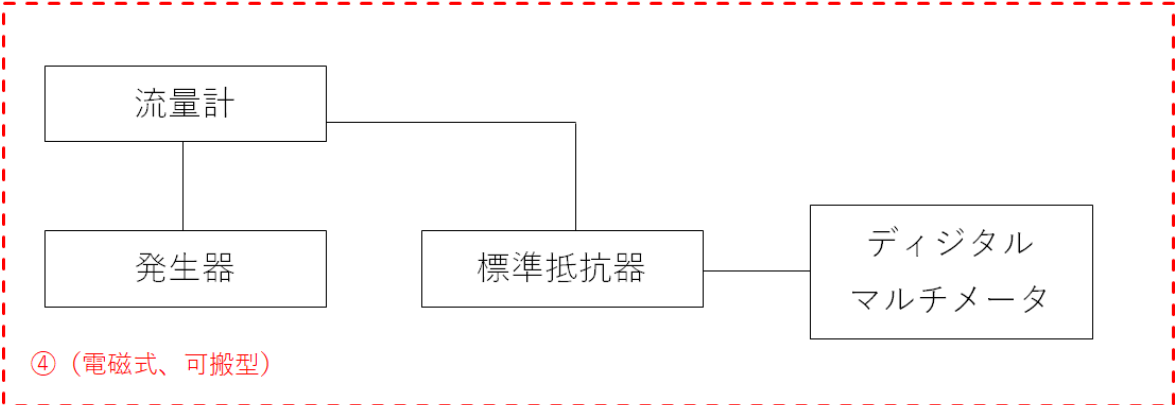 流量計
発生器
標準抵抗器
ディジタル
マルチメータ
④（電磁式、可搬型）